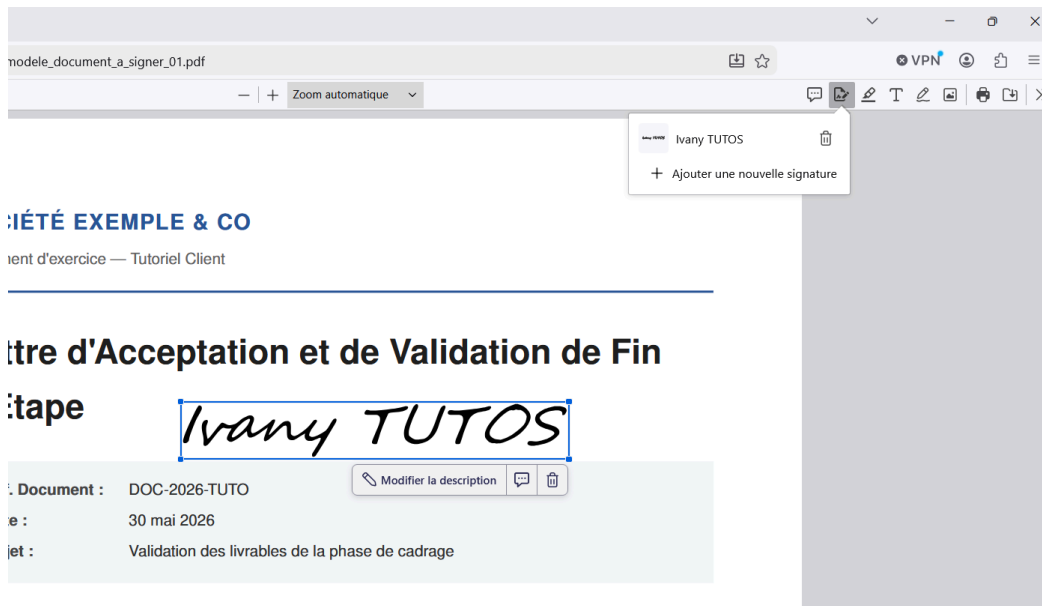 modele_document_a_signer_01.pdf
VPN
Zoom automatique
Ivany TUTOS
Ajouter une nouvelle signature
CIÉTÉ EXEMPLE & CO
ent d'exercice — Tutoriel Client
ttre d'Acceptation et de Validation de Fin
Étape
Ivany TUTOS
Modifier la description
. Document : DOC-2026-TUTO
e : 30 mai 2026
jet : Validation des livrables de la phase de cadrage